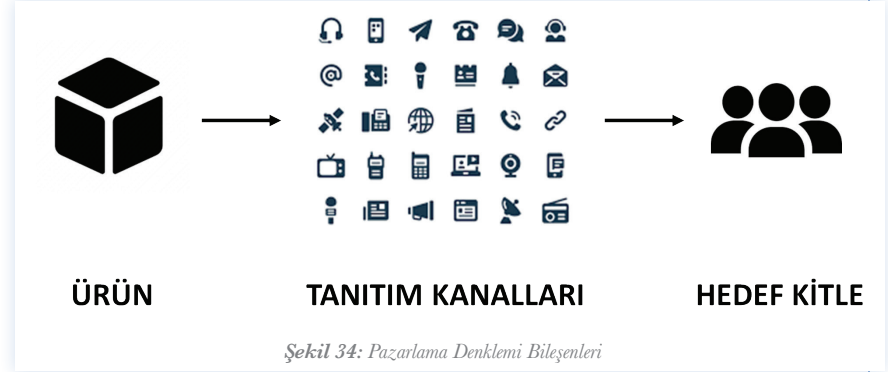 ÜRÜN
TANITIM KANALLARI
HEDEF KİTLE
Şekil 34: Pazarlama Denklemi Bileşenleri